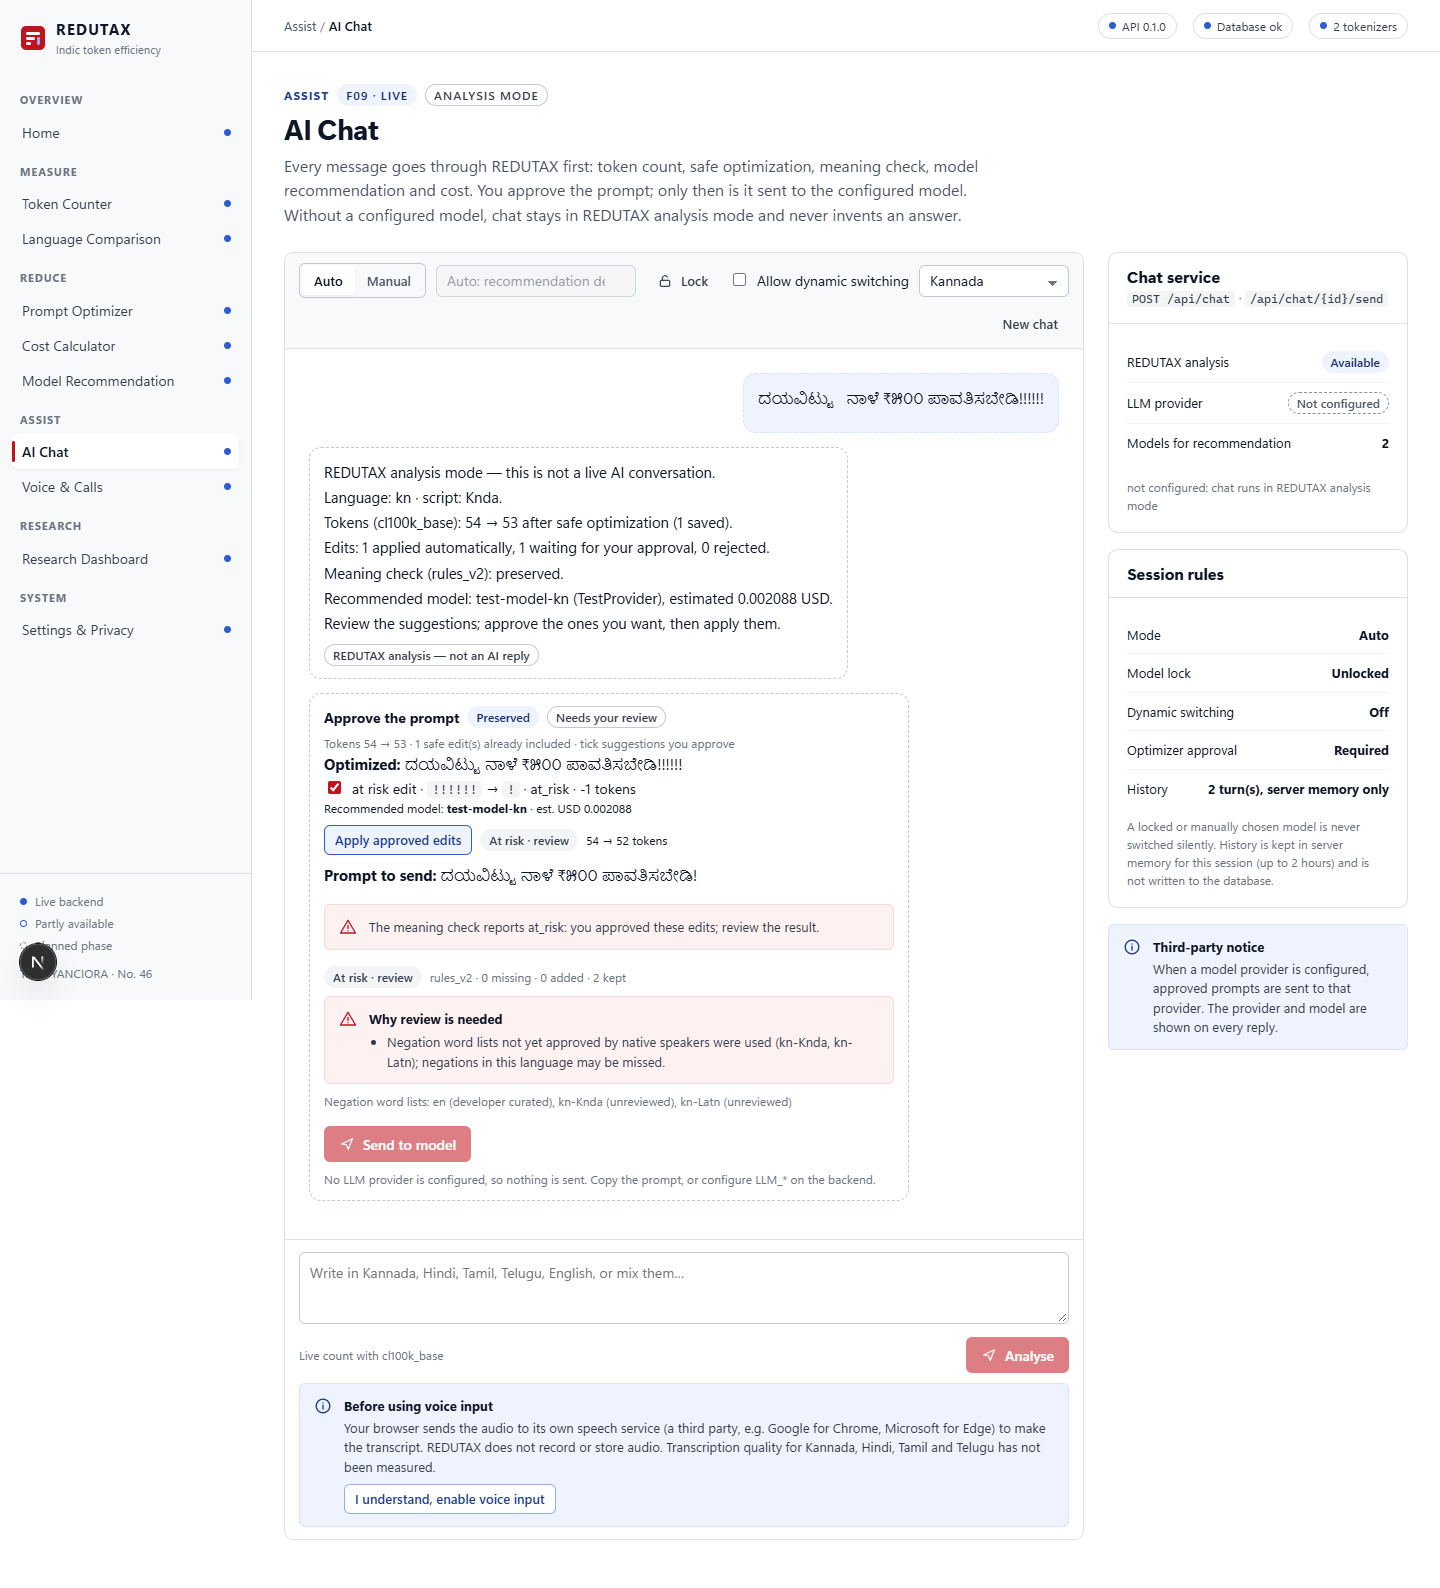 REDUTAX
Indic token efficiency
OVERVIEW
Home
MEASURE
Token Counter
Language Comparison
REDUCE
Prompt Optimizer
Cost Calculator
Model Recommendation
ASSIST
AI Chat
Voice & Calls
RESEARCH
Research Dashboard
SYSTEM
Settings & Privacy
Live backend
Partly available
nned phase
N
YANCIORA · No. 46
Assist / AI Chat
API 0.1.0
Database ok
2 tokenizers
ASSIST F09 · LIVE ANALYSIS MODE
AI Chat
Every message goes through REDUTAX first: token count, safe optimization, meaning check, model
recommendation and cost. You approve the prompt; only then is it sent to the configured model.
Without a configured model, chat stays in REDUTAX analysis mode and never invents an answer.
Auto Manual Auto: recommendation de Lock Allow dynamic switching Kannada
New chat
ದಯವಿಟ್ಟು   ನಾಳೆ ₹೫00 ಪಾವತಿಸಬೇಡಿ!!!!!!
REDUTAX analysis mode — this is not a live AI conversation.
Language: kn · script: Knda.
Tokens (cl100k_base): 54 → 53 after safe optimization (1 saved).
Edits: 1 applied automatically, 1 waiting for your approval, 0 rejected.
Meaning check (rules_v2): preserved.
Recommended model: test-model-kn (TestProvider), estimated 0.002088 USD.
Review the suggestions; approve the ones you want, then apply them.
REDUTAX analysis — not an AI reply
Approve the prompt Preserved Needs your review
Tokens 54 → 53 · 1 safe edit(s) already included · tick suggestions you approve
Optimized: ದಯವಿಟ್ಟು ನಾಳೆ ₹೫00 ಪಾವತಿಸಬೇಡಿ!!!!!!
at risk edit · !!!!!! → ! · at_risk · -1 tokens
Recommended model: test-model-kn · est. USD 0.002088
Apply approved edits At risk · review 54 → 52 tokens
Prompt to send: ದಯವಿಟ್ಟು ನಾಳೆ ₹೫00 ಪಾವತಿಸಬೇಡಿ!
The meaning check reports at_risk: you approved these edits; review the result.
At risk · review rules_v2 · 0 missing · 0 added · 2 kept
Why review is needed
• Negation word lists not yet approved by native speakers were used (kn-Knda, kn-
Latn); negations in this language may be missed.
Negation word lists: en (developer curated), kn-Knda (unreviewed), kn-Latn (unreviewed)
Send to model
No LLM provider is configured, so nothing is sent. Copy the prompt, or configure LLM_* on the backend.
Write in Kannada, Hindi, Tamil, Telugu, English, or mix them...
Live count with cl100k_base
Analyse
Before using voice input
Your browser sends the audio to its own speech service (a third party, e.g. Google for Chrome, Microsoft for Edge) to make
the transcript. REDUTAX does not record or store audio. Transcription quality for Kannada, Hindi, Tamil and Telugu has not
been measured.
I understand, enable voice input
Chat service
POST /api/chat · /api/chat/{id}/send
REDUTAX analysis Available
LLM provider Not configured
Models for recommendation 2
not configured: chat runs in REDUTAX analysis
mode
Session rules
Mode Auto
Model lock Unlocked
Dynamic switching Off
Optimizer approval Required
History 2 turn(s), server memory only
A locked or manually chosen model is never
switched silently. History is kept in server
memory for this session (up to 2 hours) and is
not written to the database.
Third-party notice
When a model provider is configured,
approved prompts are sent to that
provider. The provider and model are
shown on every reply.